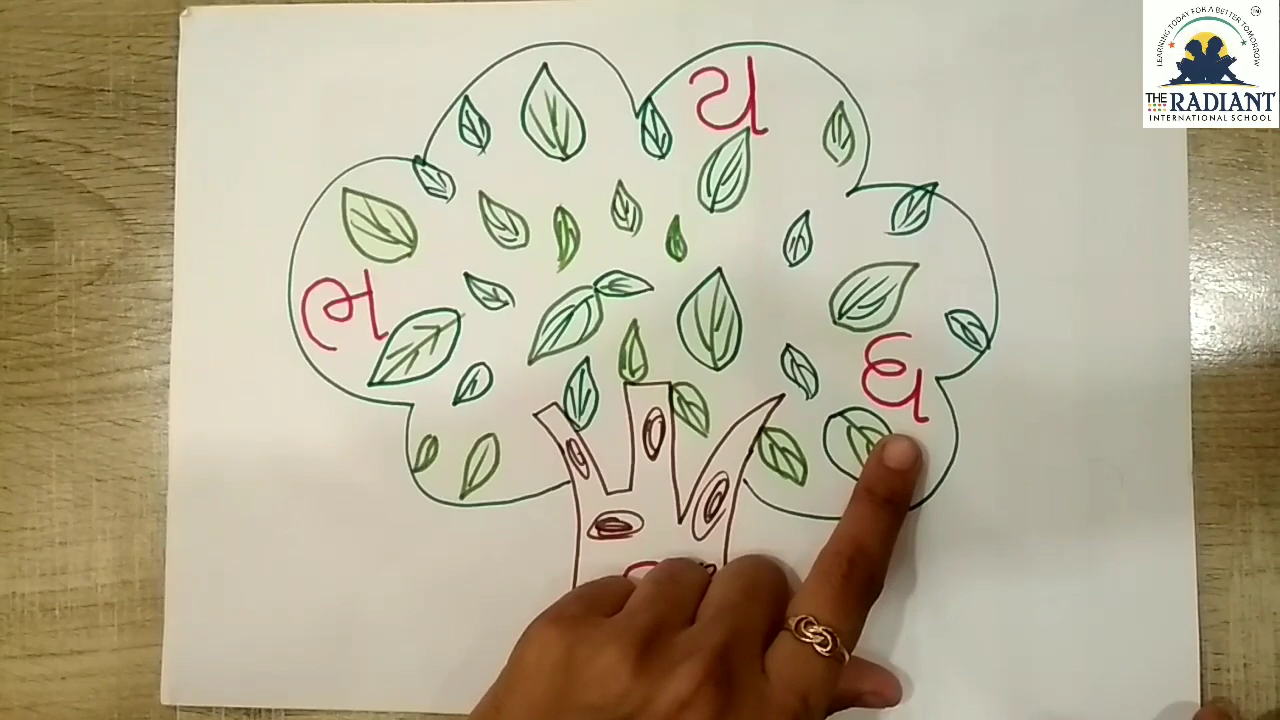 LEARNING TODAY FOR A BETTER TOMORROW
THE RADIANT
INTERNATIONAL SCHOOL
ય
ભ
ઘ